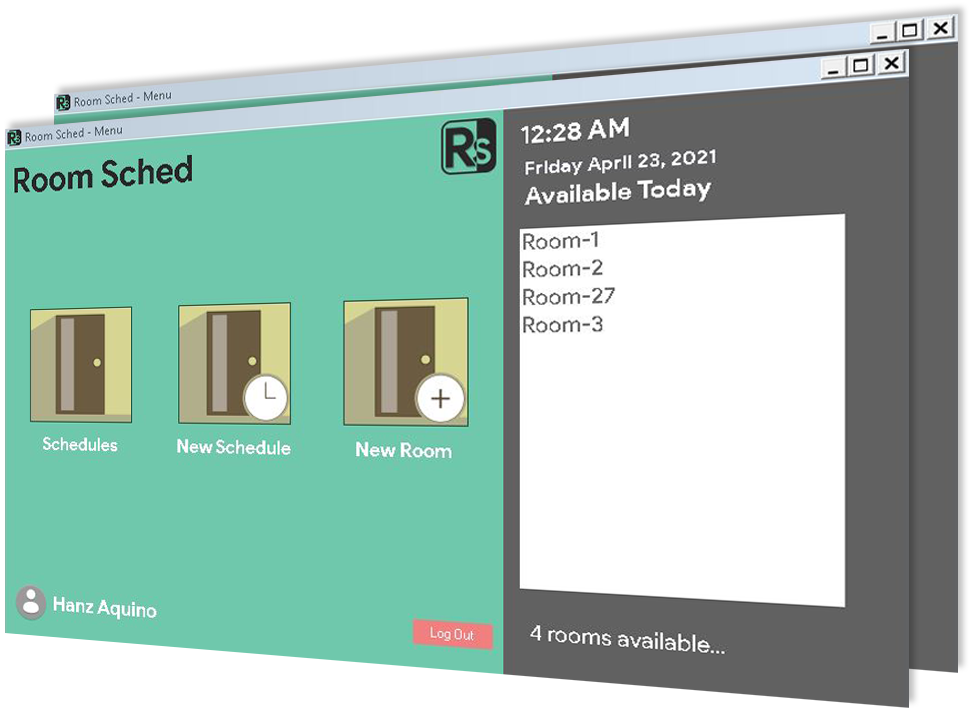 Room Sched - Menu
Room Sched - Menu
Room Sched
Rs
12:28 AM
Friday April 23, 2021
Available Today
Room-1
Room-2
Room-27
Room-3
Schedules
New Schedule
New Room
Hanz Aquino
Log Out
4 rooms available...